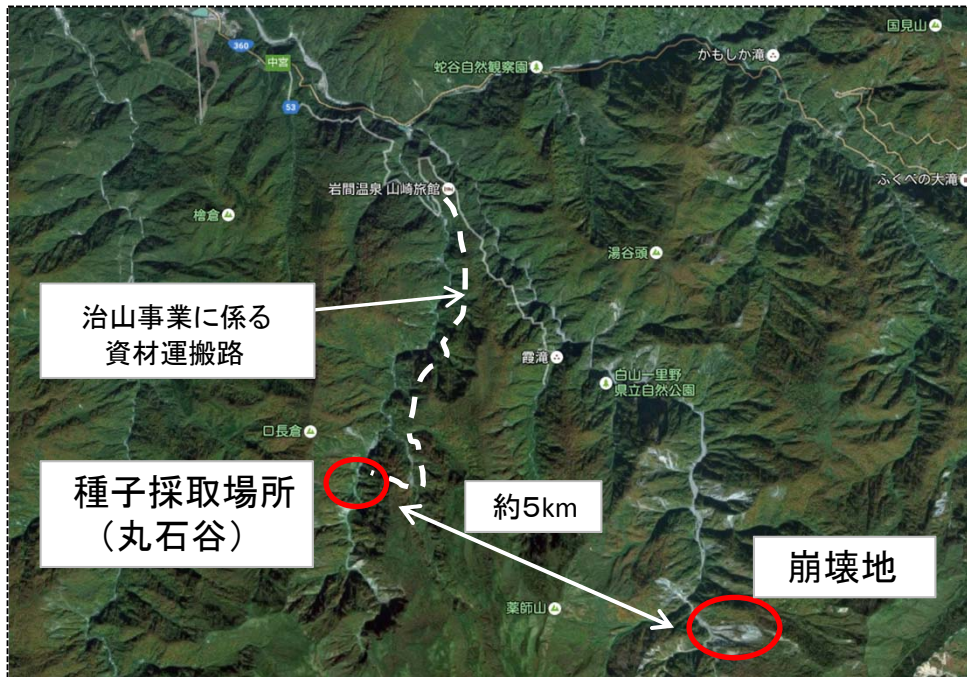 国見山
360
中宮
かもしか滝
蛇谷自然観察園
53
岩間温泉 山崎旅館
ふくべの大滝
檜倉
湯谷頭
治山事業に係る
資材運搬路
霞滝
白山一里野
県立自然公園
口長倉
種子採取場所
（丸石谷）
約5km
崩壊地
薬師山